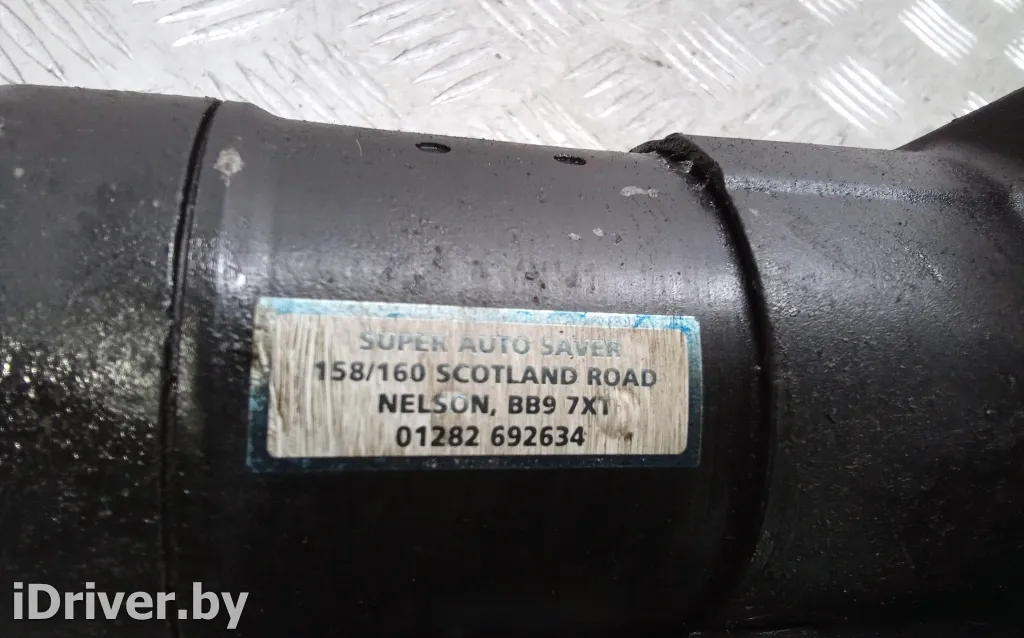 SUPER AUTO SAVER
158/160 SCOTLAND ROAD
NELSON, BB9 7XT
01282 692634
iDriver.by